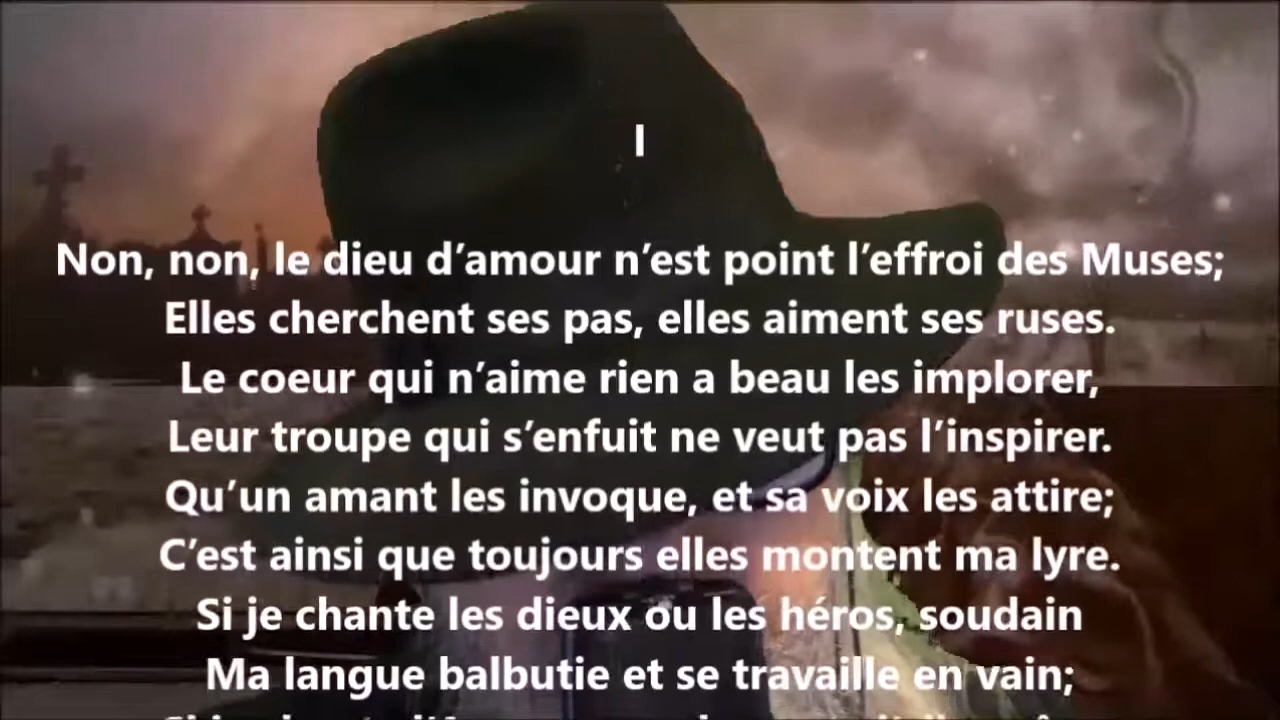 I
Non, non, le dieu d’amour n’est point l’effroi des Muses;
Elles cherchent ses pas, elles aiment ses ruses.
Le coeur qui n’aime rien a beau les implorer,
Leur troupe qui s’enfuit ne veut pas l’inspirer.
Qu’un amant les invoque, et sa voix les attire;
C’est ainsi que toujours elles montent ma lyre.
Si je chante les dieux ou les héros, soudain
Ma langue balbutie et se travaille en vain;